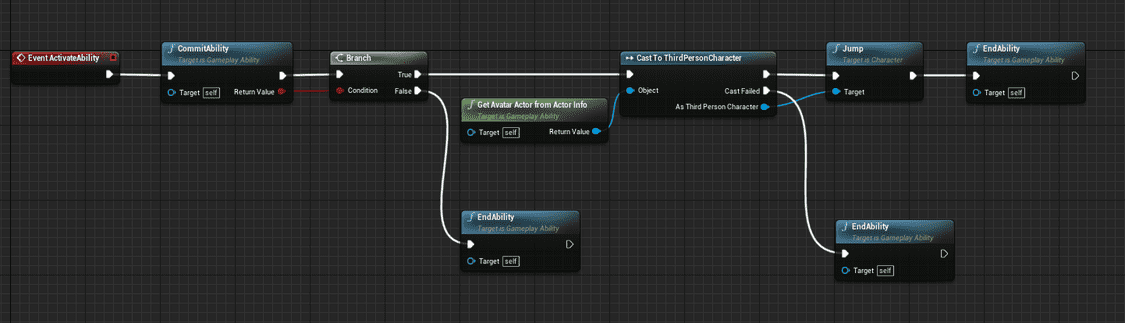 Event ActivateAbility
f CommitAbility
Target is Gameplay Ability
Target self
Return Value
Branch
True
Condition
False
Get Avatar Actor from Actor Info
Target is Gameplay Ability
Target self
Return Value
Cast To ThirdPersonCharacter
Object
Cast Failed
As Third Person Character
f Jump
Target is Character
Target
f EndAbility
Target is Gameplay Ability
Target self
f EndAbility
Target is Gameplay Ability
Target self
f EndAbility
Target is Gameplay Ability
Target self